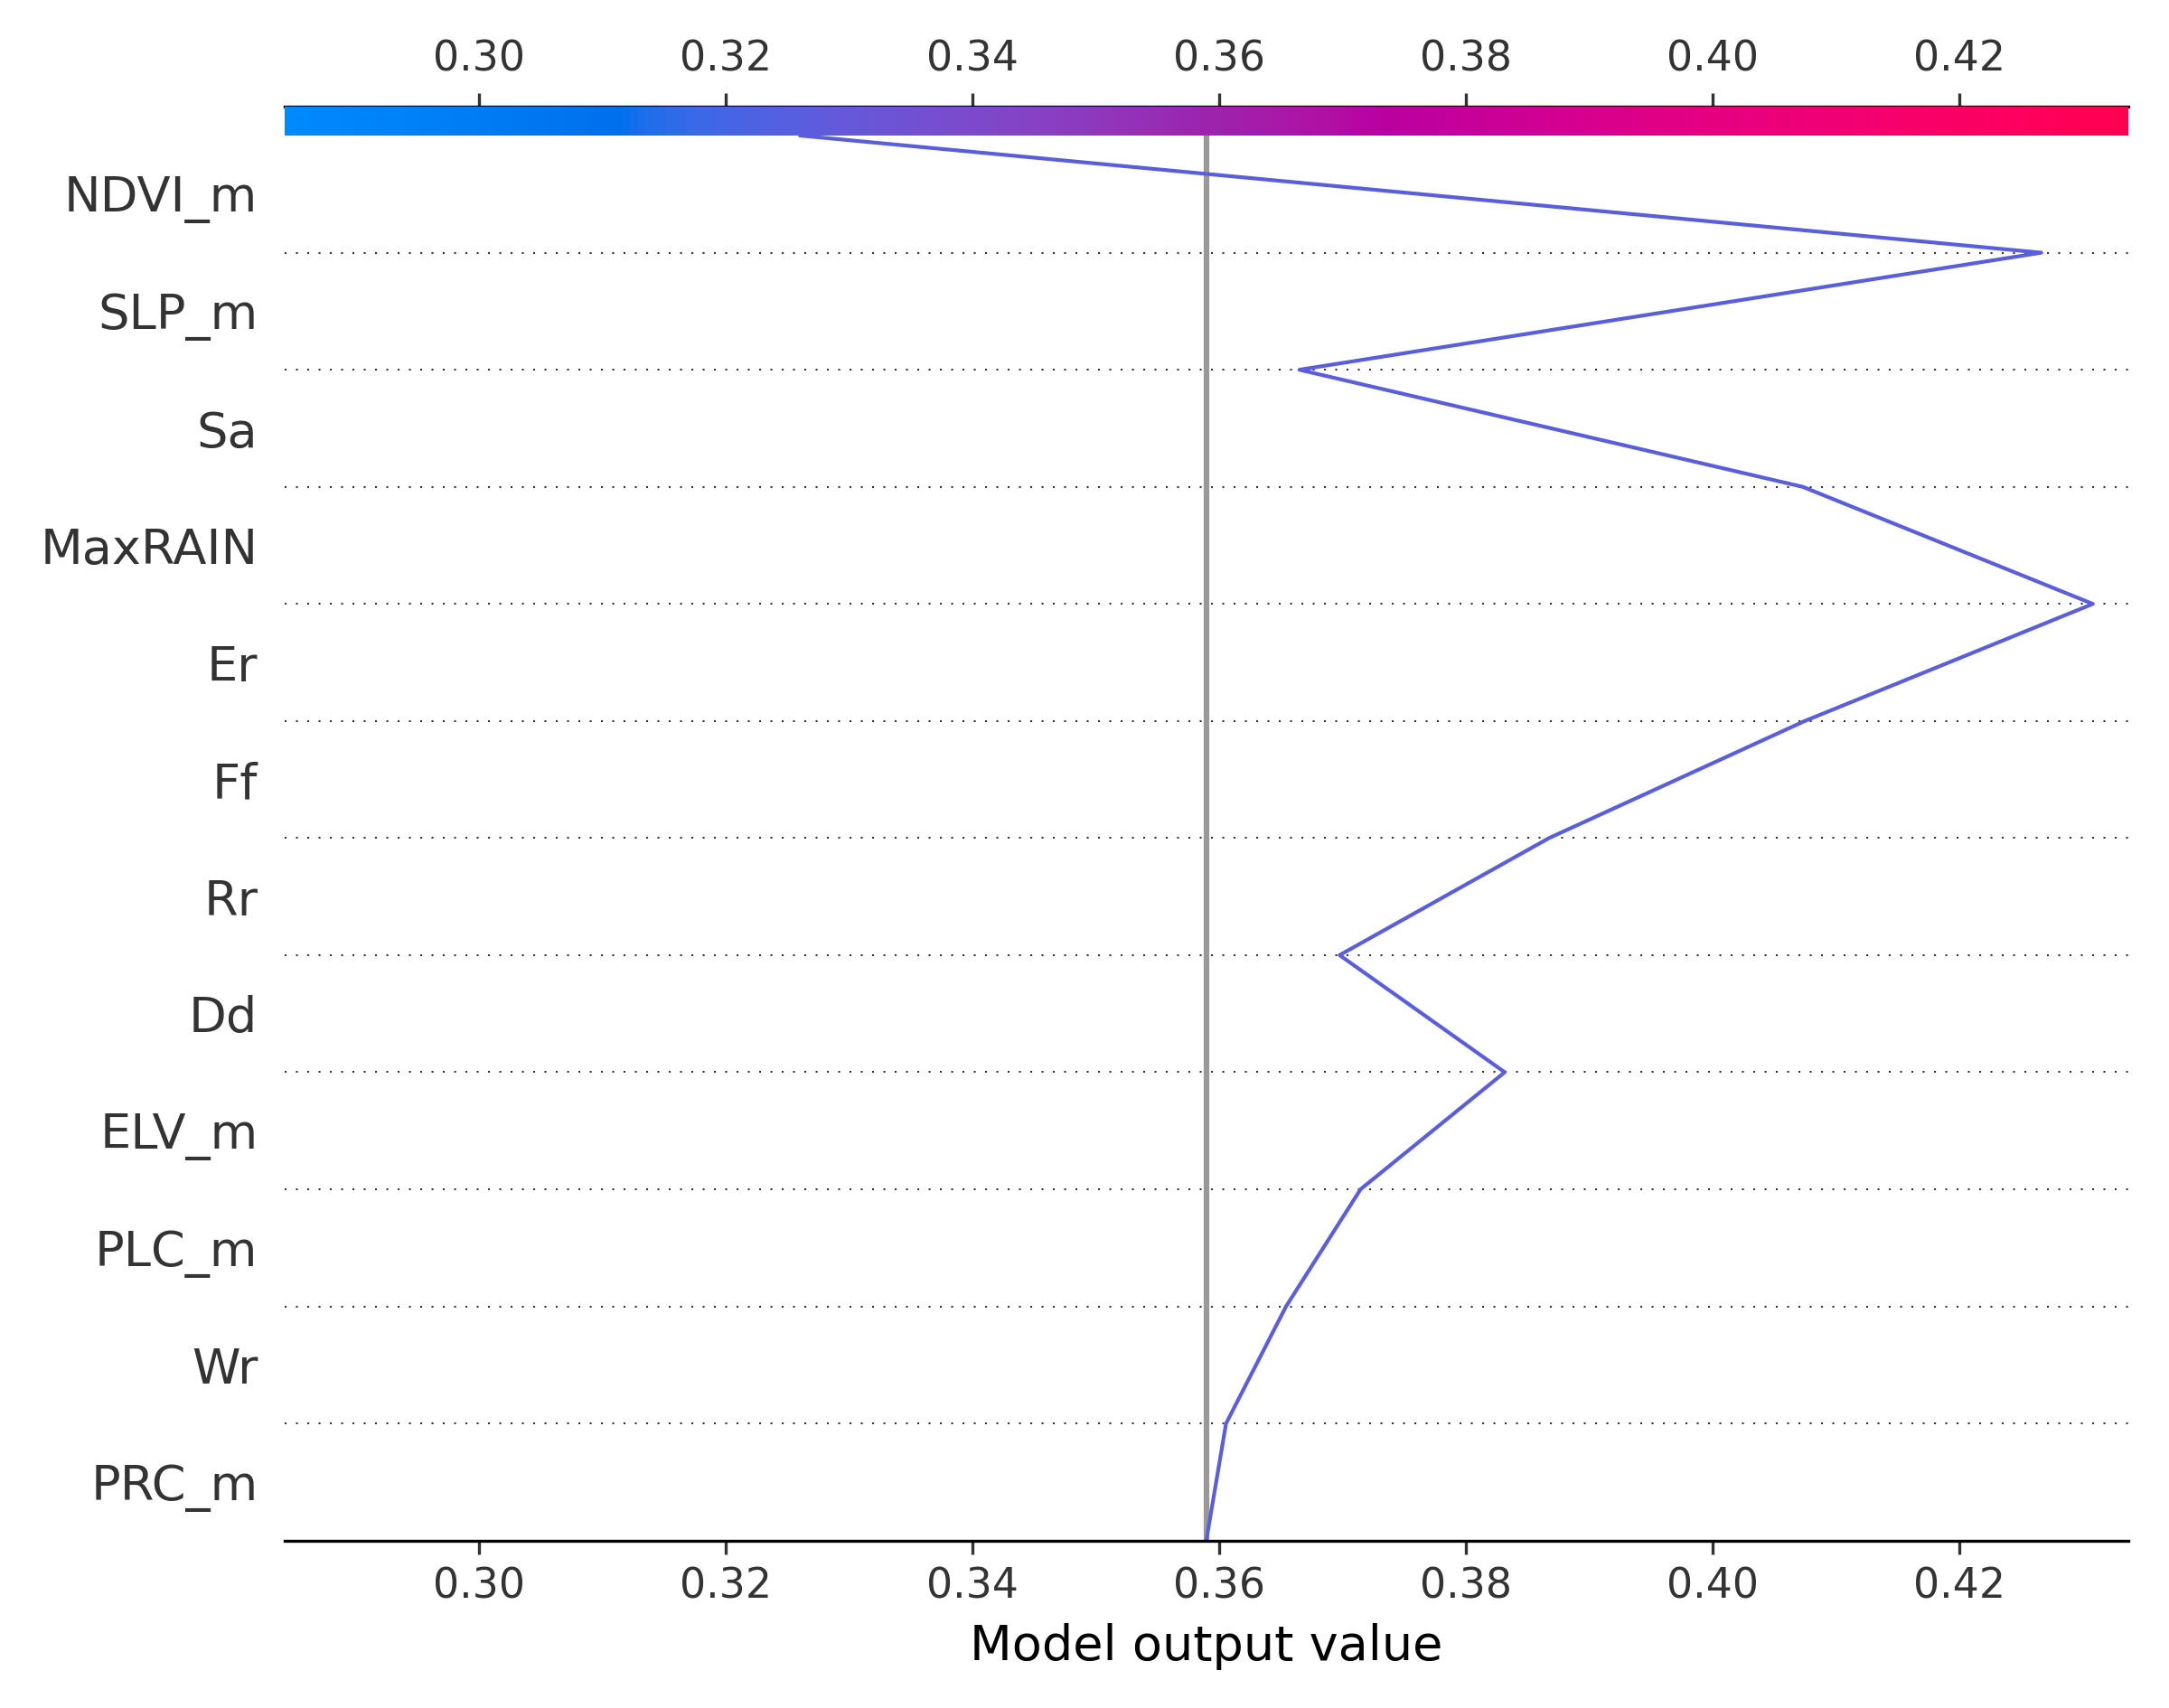 0.30 0.32 0.34 0.36 0.38 0.40 0.42
NDVI_m
SLP_m
Sa
MaxRAIN
Er
Ff
Rr
Dd
ELV_m
PLC_m
Wr
PRC_m
0.30 0.32 0.34 0.36 0.38 0.40 0.42
Model output value